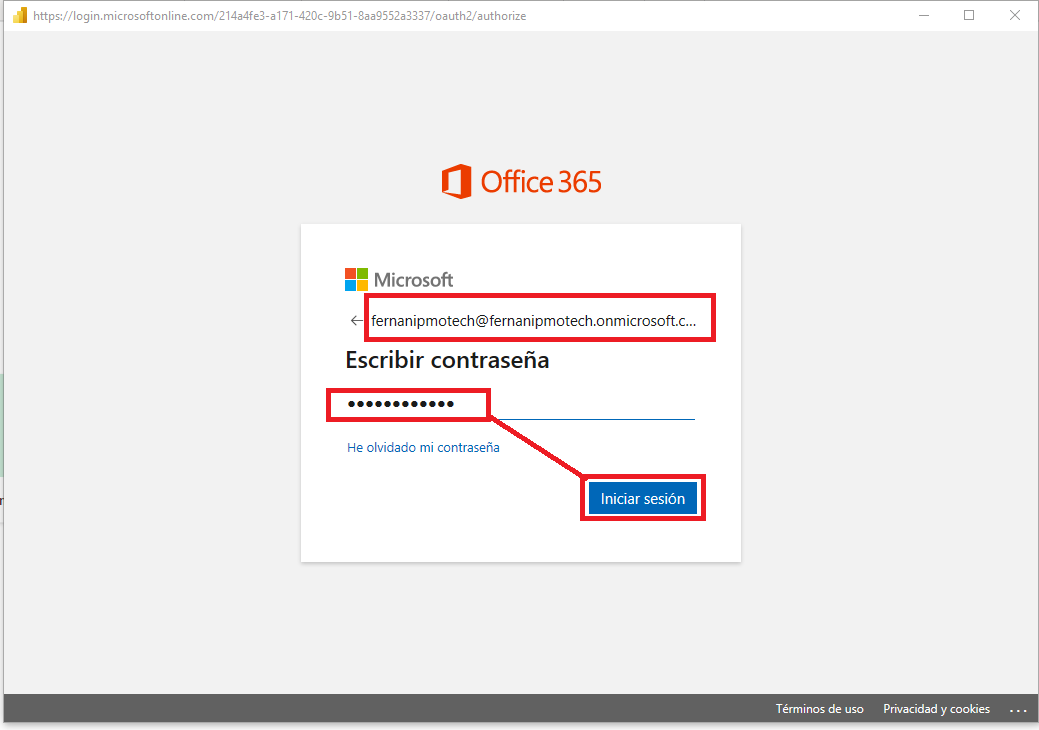 https://login.microsoftonline.com/214a4fe3-a171-420c-9b51-8aa9552a3337/oauth2/authorize
Office 365
Microsoft
fernanipmotech@fernanipmotech.onmicrosoft.c...
Escribir contraseña
••••••••••••
He olvidado mi contraseña
Iniciar sesión
Términos de uso Privacidad y cookies ...